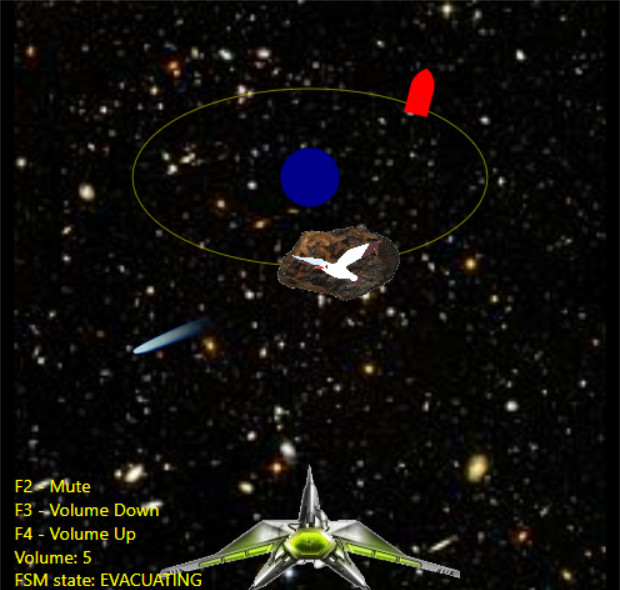 F2 - Mute
F3 - Volume Down
F4 - Volume Up
Volume: 5
FSM state: EVACUATING